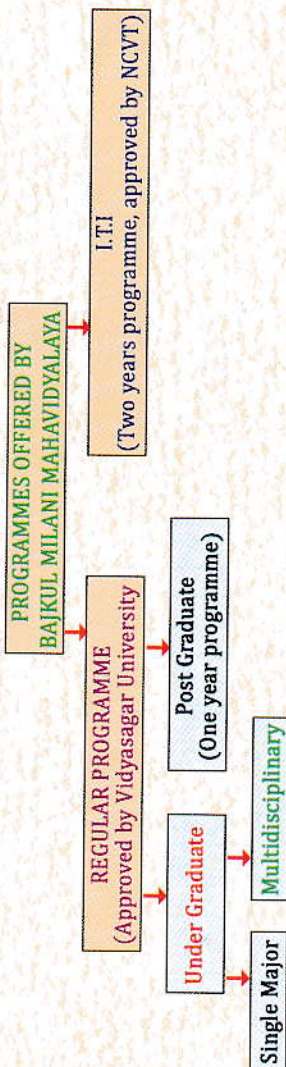 PROGRAMMES OFFERED BY
BAJKUL MILANI MAHAVIDYALAYA
REGULAR PROGRAMME
(Approved by Vidyasagar University
I.T.I
(Two years programme, approved by NCVT)
Under Graduate
Post Graduate
(One year programme)
Single Major
Multidisciplinary